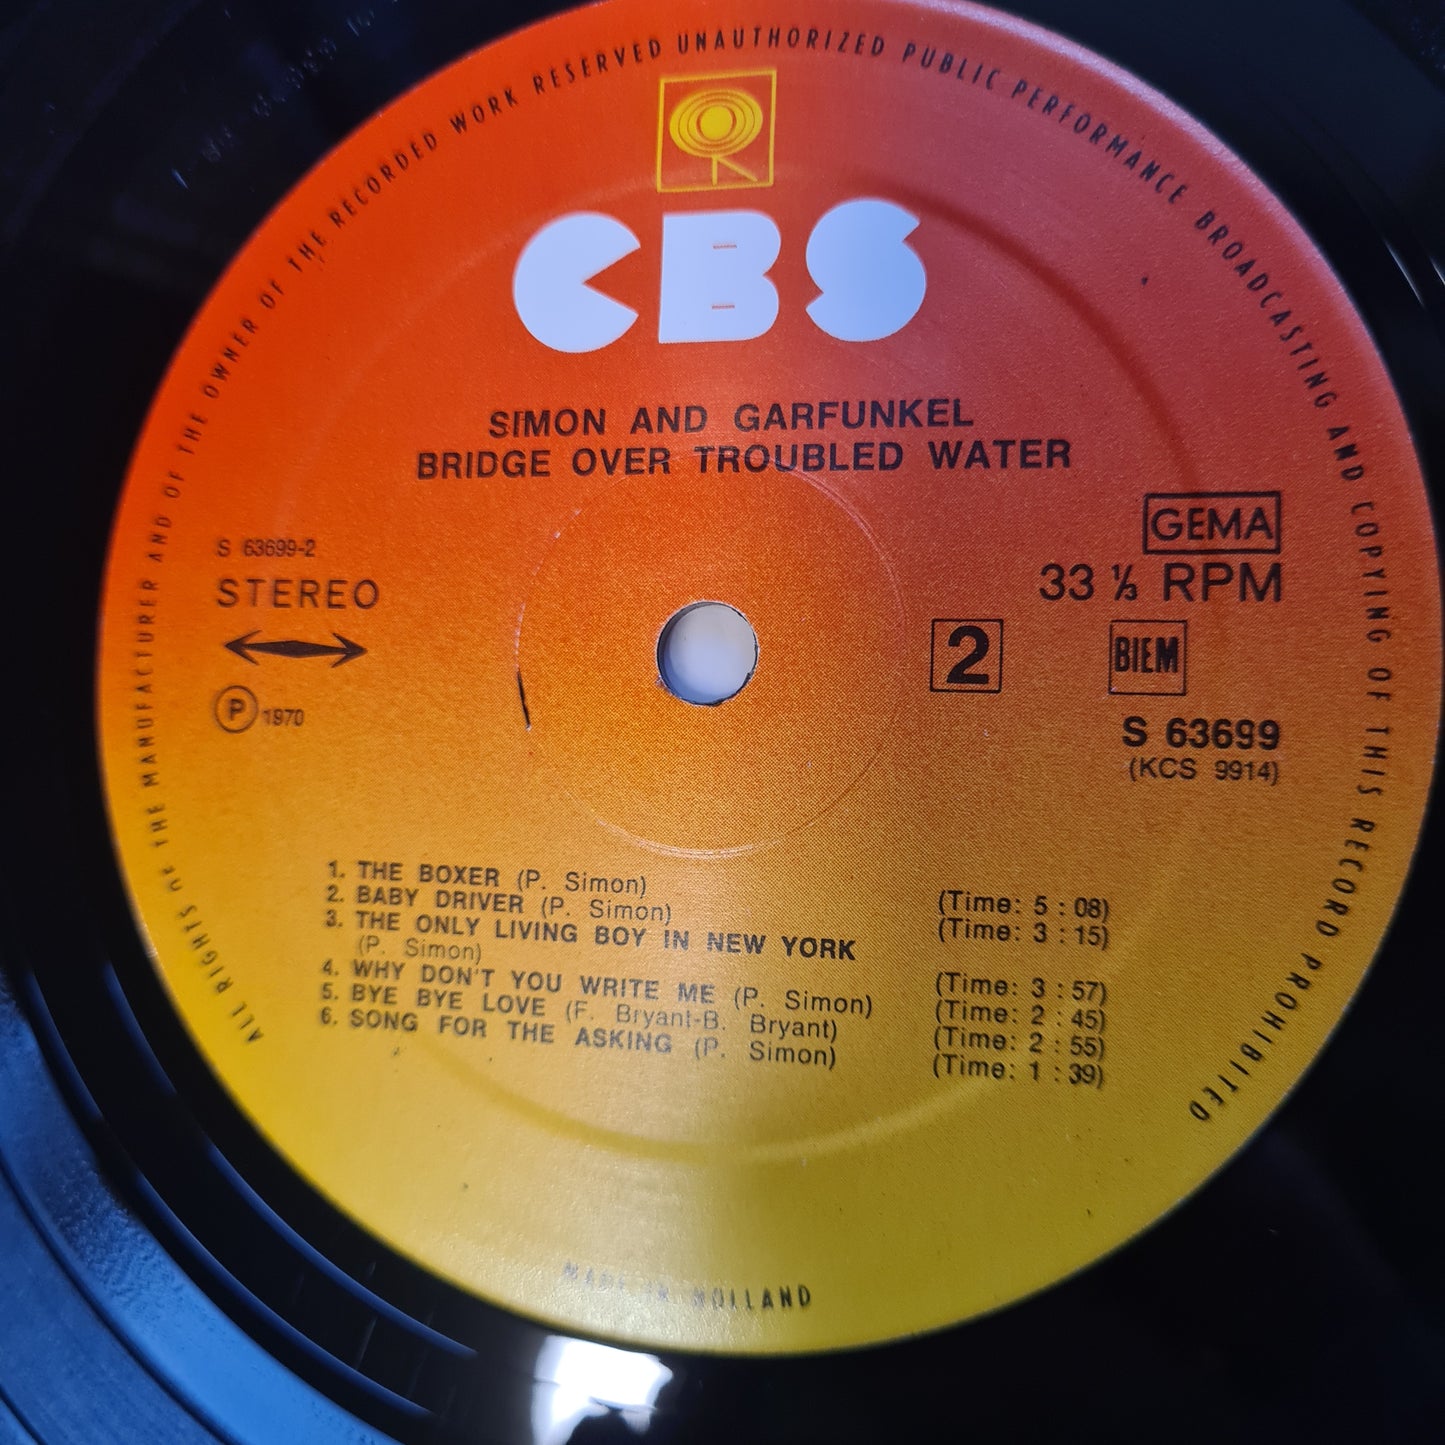 ALL RIGHTS OF THE MANUFACTURER AND OF THE OWNER OF THE RECORDED WORK RESERVED UNAUTHORIZED PUBLIC PERFORMANCE BROADCASTING AND COPYING OF THIS RECORD PROHIBITED
CBS
SIMON AND GARFUNKEL
BRIDGE OVER TROUBLED WATER
S 63699-2
STEREO
℗ 1970
GEMA
33 ⅓ RPM
2 BIEM
S 63699
(KCS 9914)
1. THE BOXER (P. Simon) (Time: 5 : 08)
2. BABY DRIVER (P. Simon) (Time: 3 : 15)
3. THE ONLY LIVING BOY IN NEW YORK
(P. Simon) (Time: 3 : 57)
4. WHY DON'T YOU WRITE ME (P. Simon) (Time: 2 : 45)
5. BYE BYE LOVE (F. Bryant-B. Bryant) (Time: 2 : 55)
6. SONG FOR THE ASKING (P. Simon) (Time: 1 : 39)
MADE IN HOLLAND